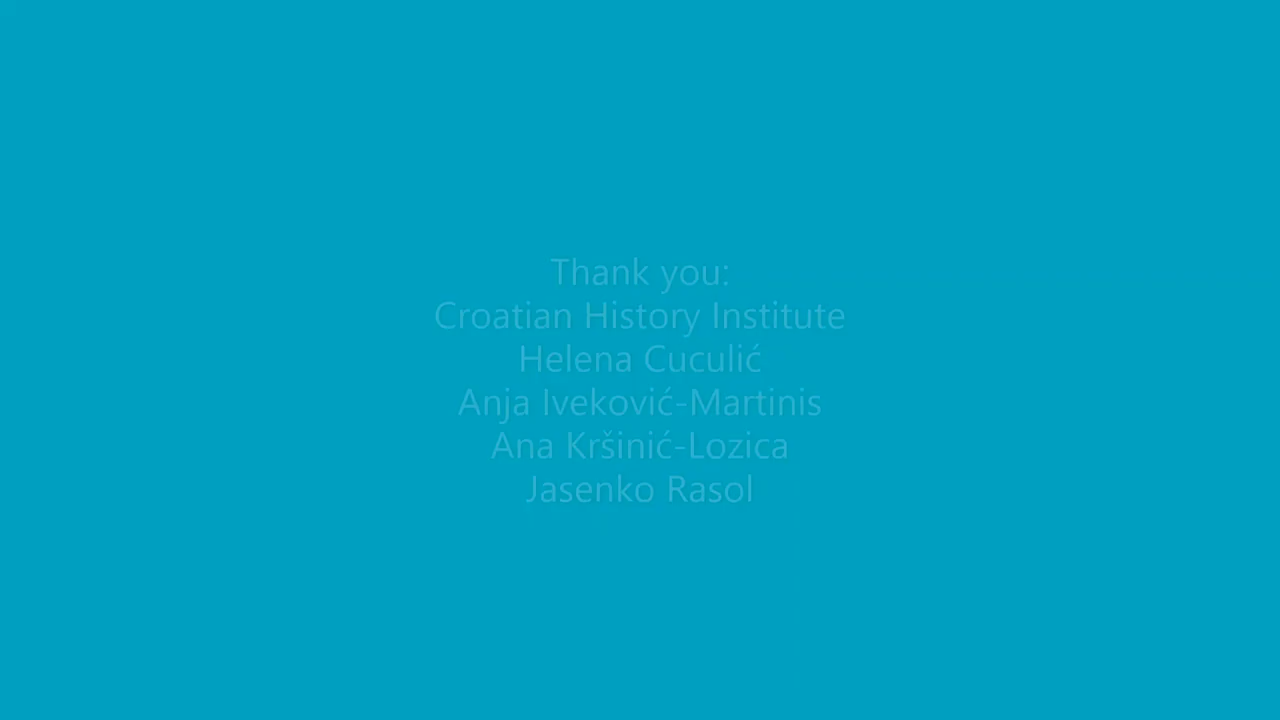 Thank you:
Croatian History Institute
Helena Cuculić
Anja Iveković-Martinis
Ana Kršinić-Lozica
Jasenko Rasol